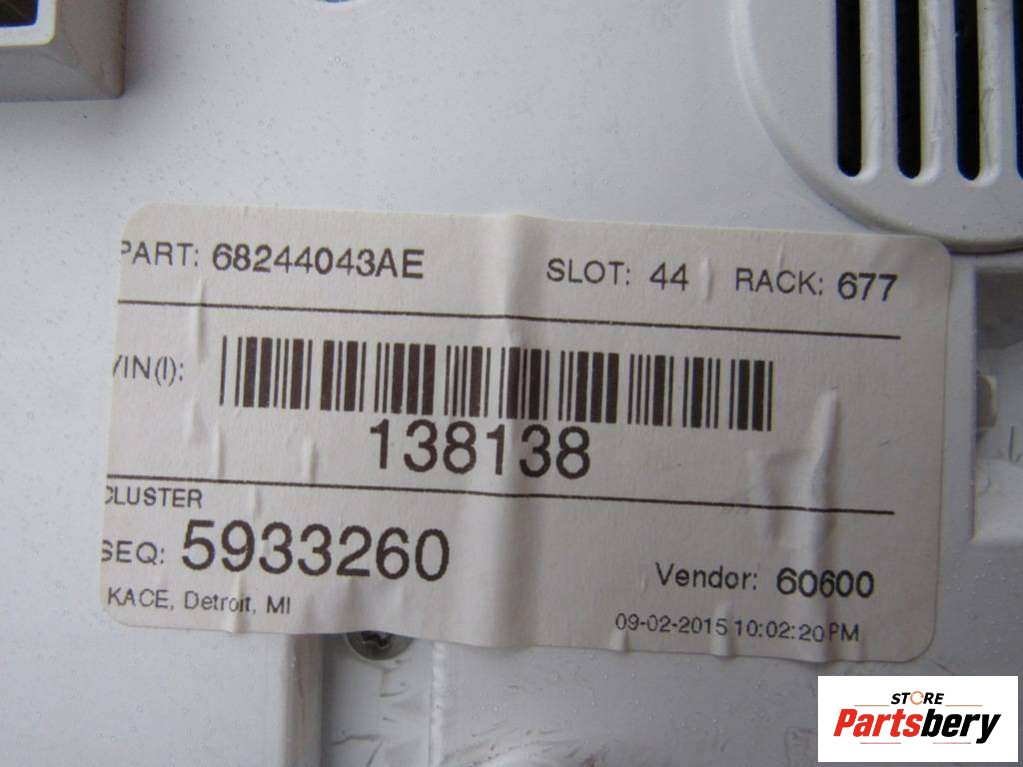 PART: 68244043AE SLOT: 44 RACK: 677
VIN(I):
138138
CLUSTER
SEQ: 5933260
Vendor: 60600
KACE, Detroit, MI
09-02-2015 10:02:20 PM
STORE
Partsbery